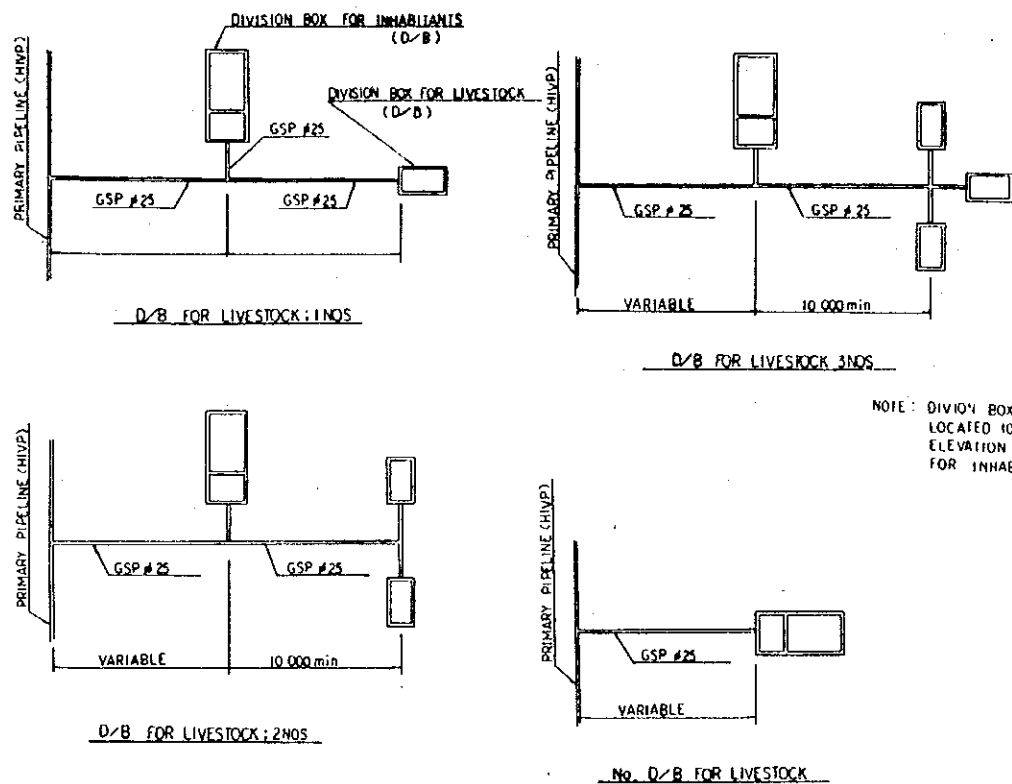 DIVISION BOX FOR INHABITANTS
(D/B)
PRIMARY PIPELINE (HIVP)
DIVISION BOX FOR LIVESTOCK
(D/B)
GSP ø25
GSP ø25
GSP ø25
D/B FOR LIVESTOCK; 1NOS
PRIMARY PIPELINE (HIVP)
GSP ø25
GSP ø25
VARIABLE
10 000 min
D/B FOR LIVESTOCK 3NOS
NOTE: DIVION BOX
LOCATED 10
ELEVATION
FOR INHAB
PRIMARY PIPELINE (HIVP)
GSP ø25
GSP ø25
VARIABLE
10 000 min
D/B FOR LIVESTOCK; 2NOS
PRIMARY PIPELINE (HIVP)
GSP ø25
VARIABLE
No. D/B FOR LIVESTOCK